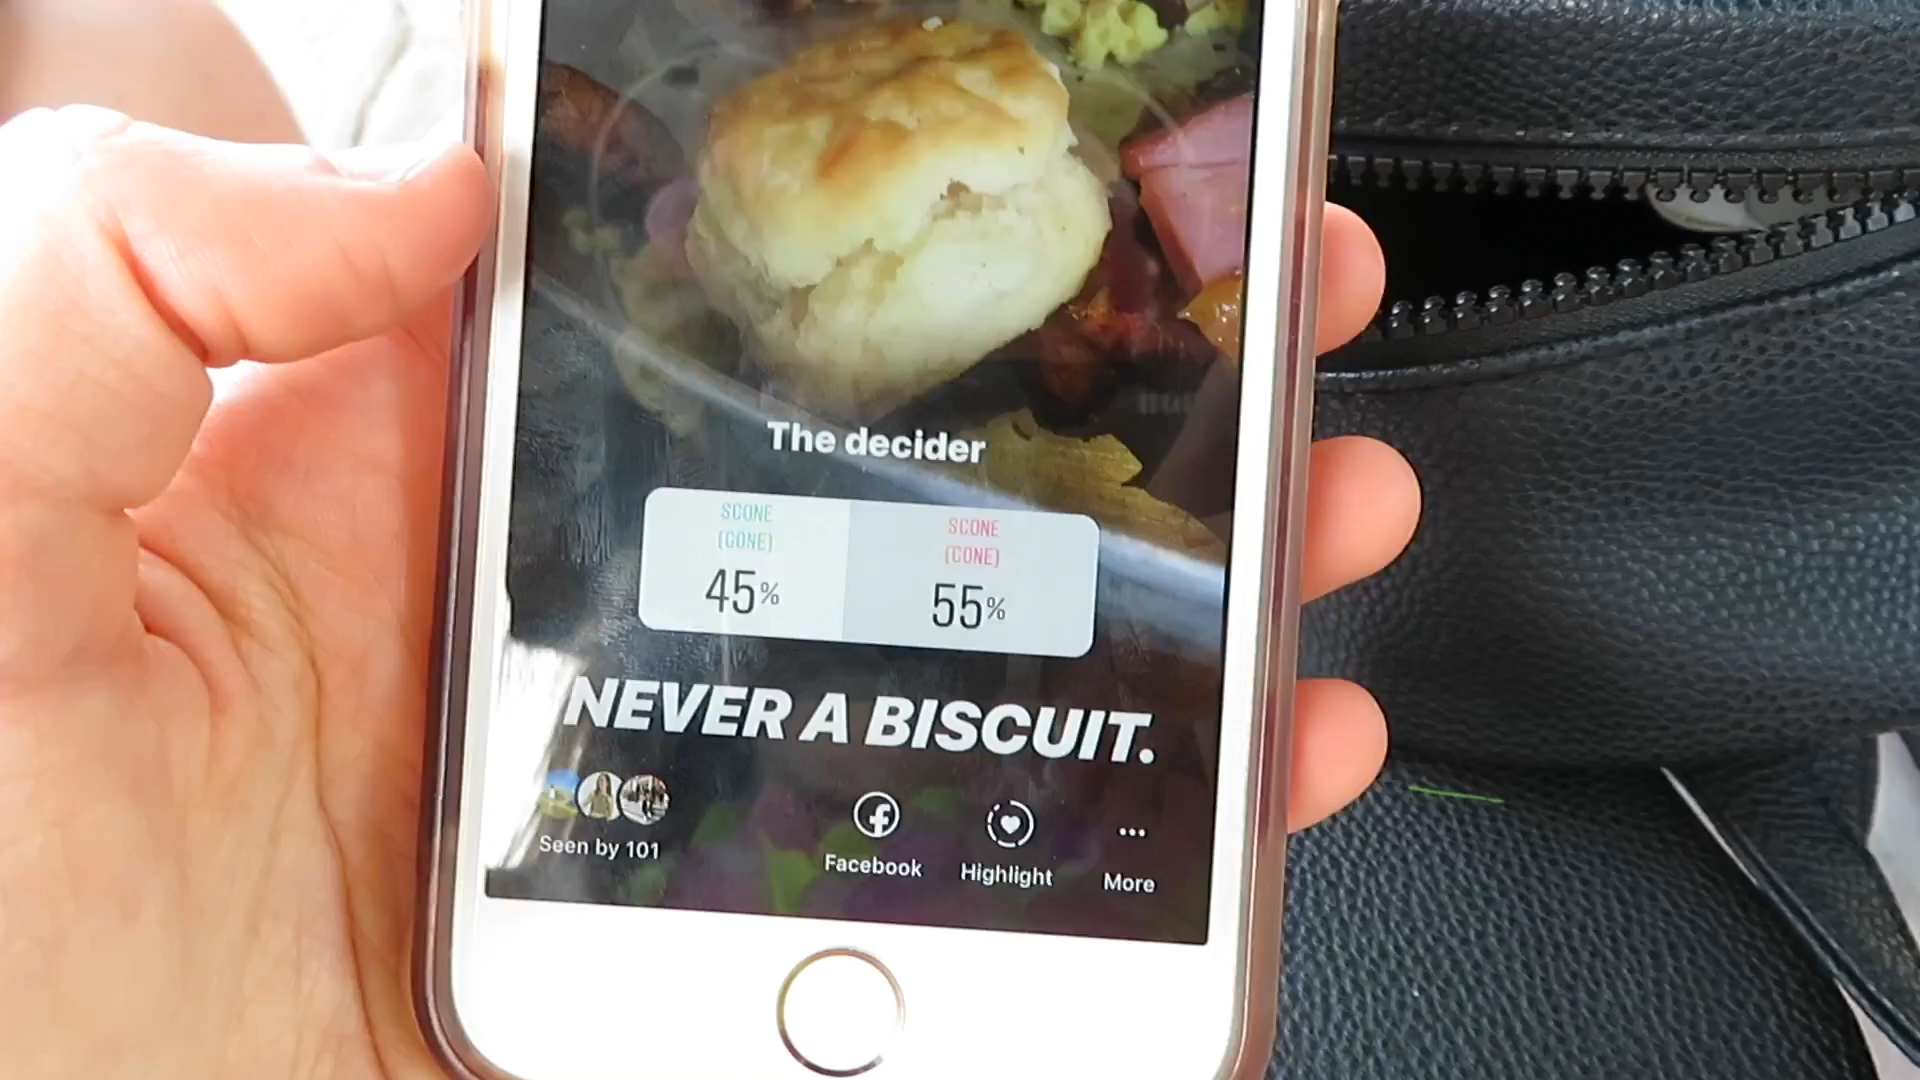 The decider
SCONE
(CONE)
45%
SCONE
(CONE)
55%
NEVER A BISCUIT.
Seen by 101
Facebook
Highlight
More